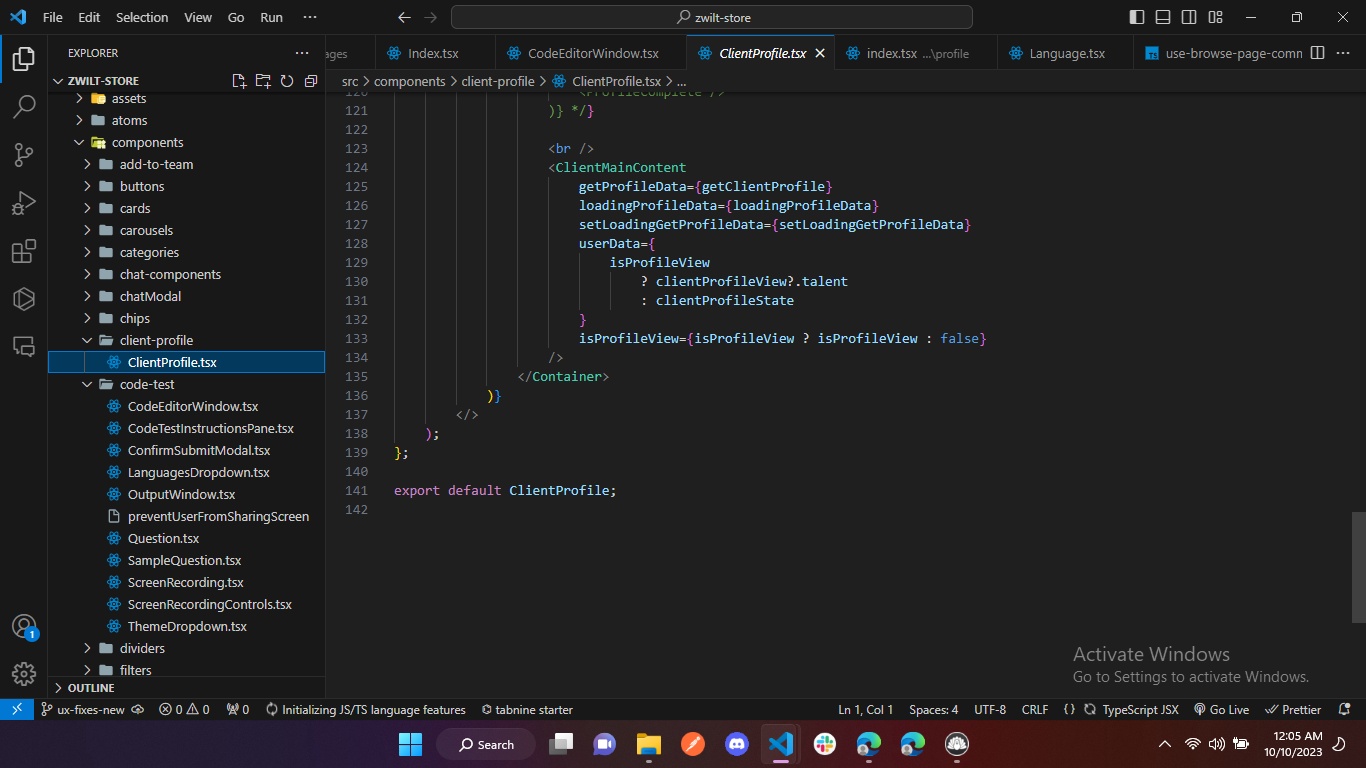 File Edit Selection View Go Run ··· zwilt-store
EXPLORER ···
ages Index.tsx CodeEditorWindow.tsx ClientProfile.tsx index.tsx ...\profile Language.tsx use-browse-page-comm
ZWILT-STORE
src > components > client-profile > ClientProfile.tsx > ...
assets
atoms
components
add-to-team
buttons
cards
carousels
categories
chat-components
chatModal
chips
client-profile
ClientProfile.tsx
code-test
CodeEditorWindow.tsx
CodeTestInstructionsPane.tsx
ConfirmSubmitModal.tsx
LanguagesDropdown.tsx
OutputWindow.tsx
preventUserFromSharingScreen
Question.tsx
SampleQuestion.tsx
ScreenRecording.tsx
ScreenRecordingControls.tsx
ThemeDropdown.tsx
dividers
filters
OUTLINE
120 <ProfileComplete />
121 )} */}
122
123 <br />
124 <ClientMainContent
125 getProfileData={getClientProfile}
126 loadingProfileData={loadingProfileData}
127 setLoadingGetProfileData={setLoadingGetProfileData}
128 userData={
129 isProfileView
130 ? clientProfileView?.talent
131 : clientProfileState
132 }
133 isProfileView={isProfileView ? isProfileView : false}
134 />
135 </Container>
136 )}
137 </>
138 );
139 };
140
141 export default ClientProfile;
142
Activate Windows
Go to Settings to activate Windows.
1
ux-fixes-new 0 0 0 Initializing JS/TS language features tabnine starter Ln 1, Col 1 Spaces: 4 UTF-8 CRLF {} TypeScript JSX Go Live Prettier
Search
12:05 AM
10/10/2023